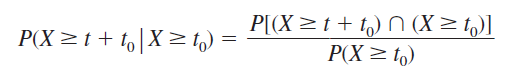 P(X ≥ t + t₀ | X ≥ t₀) = P[(X ≥ t + t₀) ∩ (X ≥ t₀)] / P(X ≥ t₀)